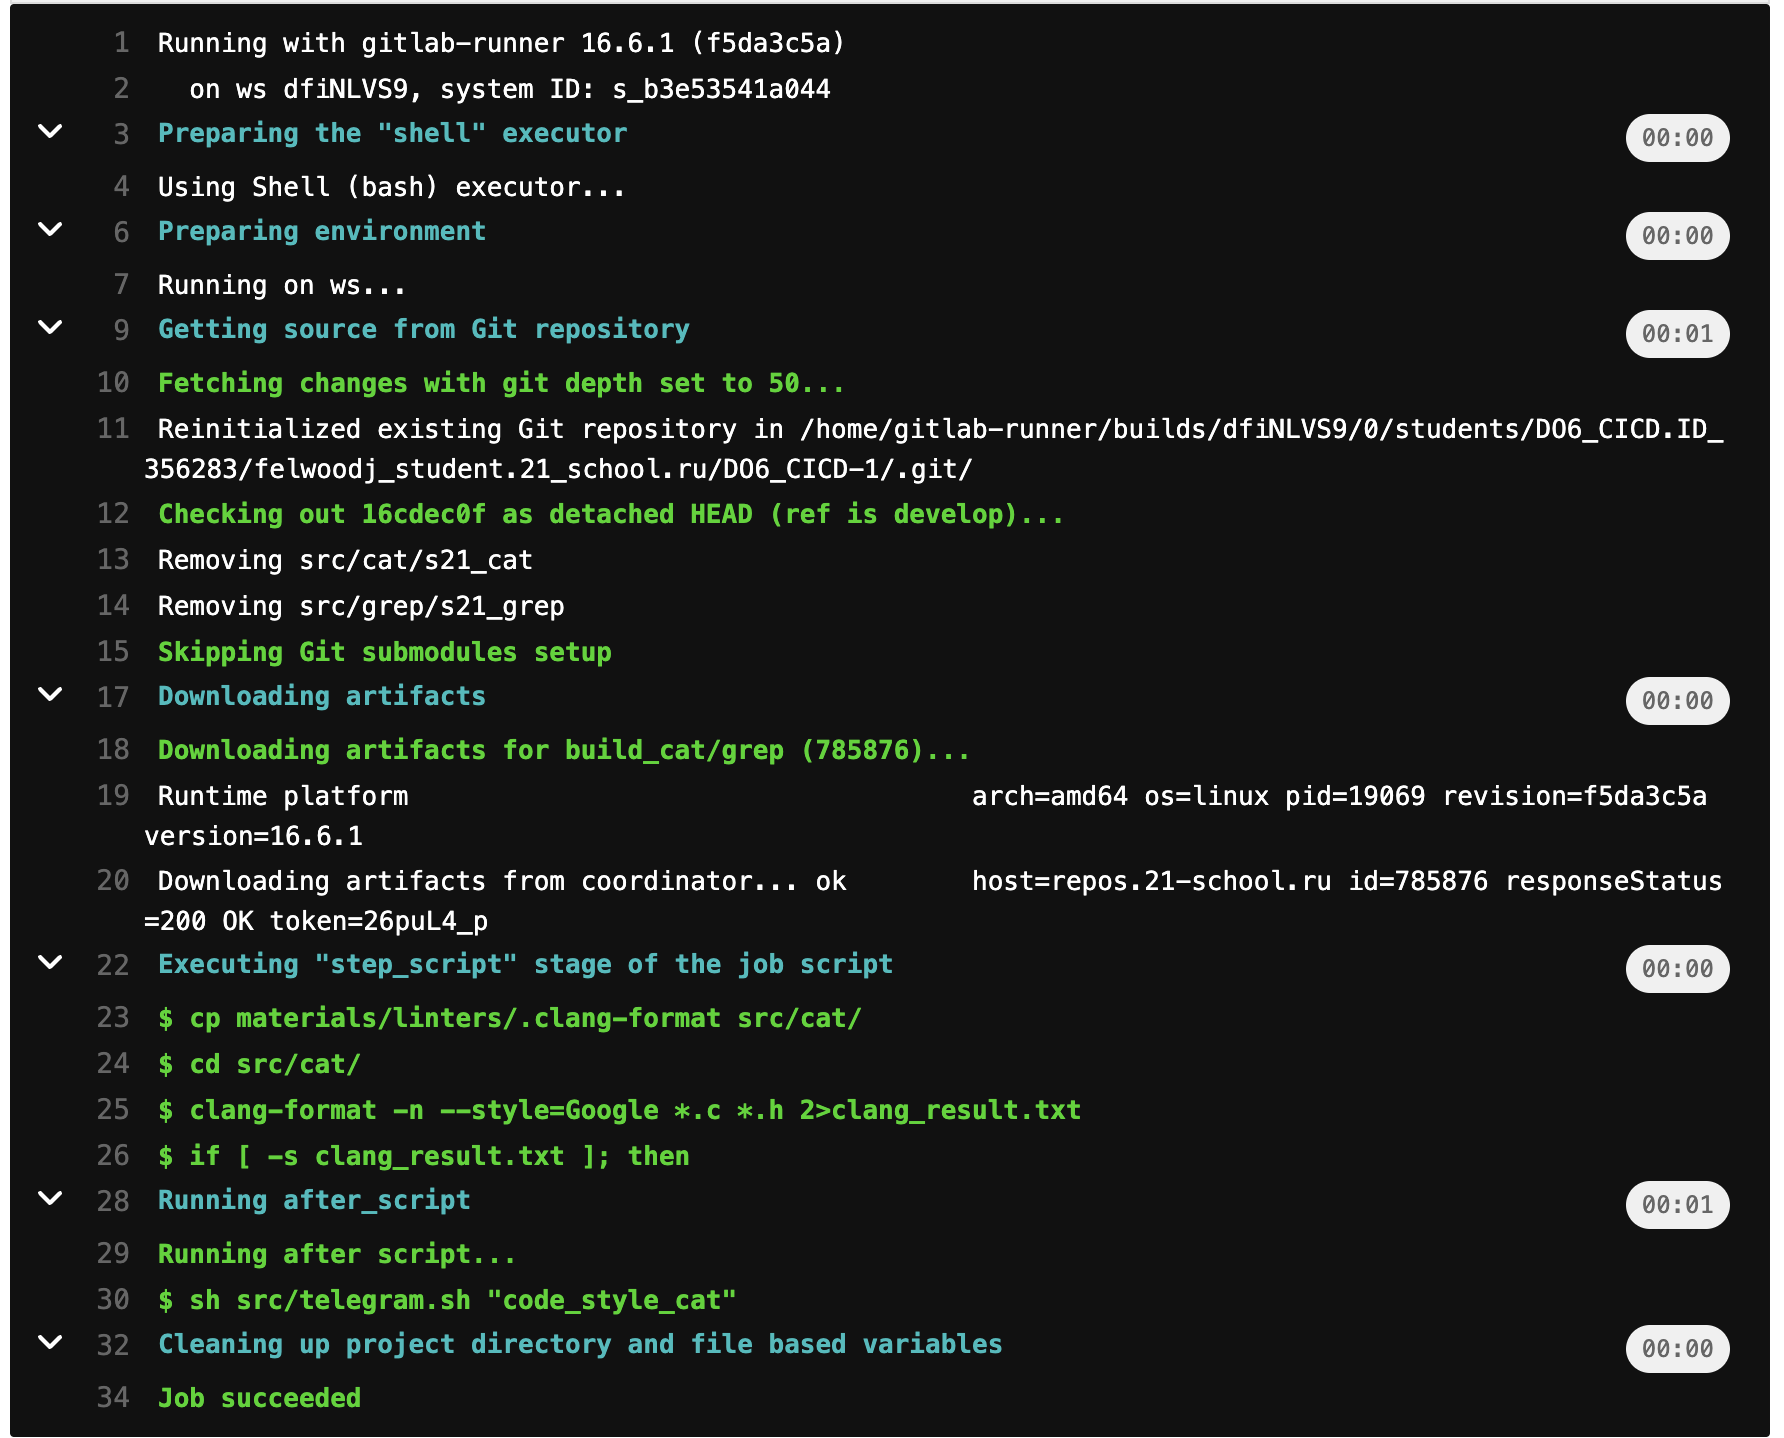 1 Running with gitlab-runner 16.6.1 (f5da3c5a)
2 on ws dfiNLVS9, system ID: s_b3e53541a044
3 Preparing the "shell" executor 00:00
4 Using Shell (bash) executor...
6 Preparing environment 00:00
7 Running on ws...
9 Getting source from Git repository 00:01
10 Fetching changes with git depth set to 50...
11 Reinitialized existing Git repository in /home/gitlab-runner/builds/dfiNLVS9/0/students/DO6_CICD.ID_
356283/felwoodj_student.21_school.ru/DO6_CICD-1/.git/
12 Checking out 16cdec0f as detached HEAD (ref is develop)...
13 Removing src/cat/s21_cat
14 Removing src/grep/s21_grep
15 Skipping Git submodules setup
17 Downloading artifacts 00:00
18 Downloading artifacts for build_cat/grep (785876)...
19 Runtime platform arch=amd64 os=linux pid=19069 revision=f5da3c5a
version=16.6.1
20 Downloading artifacts from coordinator... ok host=repos.21-school.ru id=785876 responseStatus
=200 OK token=26puL4_p
22 Executing "step_script" stage of the job script 00:00
23 $ cp materials/linters/.clang-format src/cat/
24 $ cd src/cat/
25 $ clang-format -n --style=Google *.c *.h 2>clang_result.txt
26 $ if [ -s clang_result.txt ]; then
28 Running after_script 00:01
29 Running after script...
30 $ sh src/telegram.sh "code_style_cat"
32 Cleaning up project directory and file based variables 00:00
34 Job succeeded